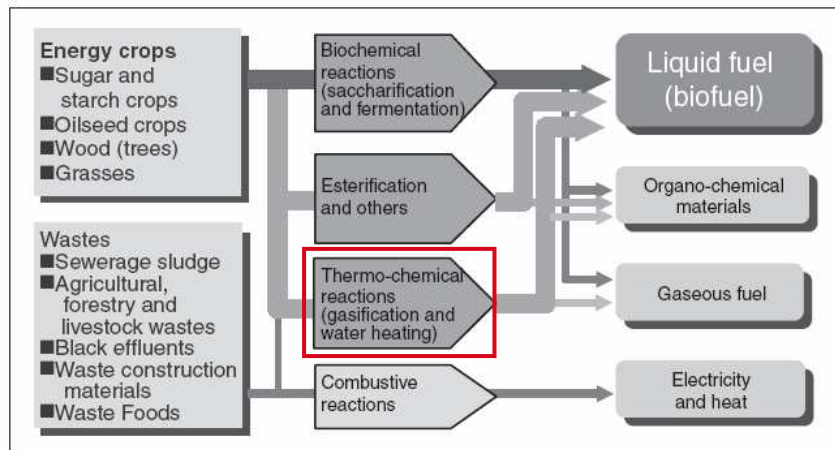 Energy crops
■Sugar and
starch crops
■Oilseed crops
■Wood (trees)
■Grasses
Wastes
■Sewerage sludge
■Agricultural,
forestry and
livestock wastes
■Black effluents
■Waste construction
materials
■Waste Foods
Biochemical
reactions
(saccharification
and fermentation)
Esterification
and others
Thermo-chemical
reactions
(gasification and
water heating)
Combustive
reactions
Liquid fuel
(biofuel)
Organo-chemical
materials
Gaseous fuel
Electricity
and heat